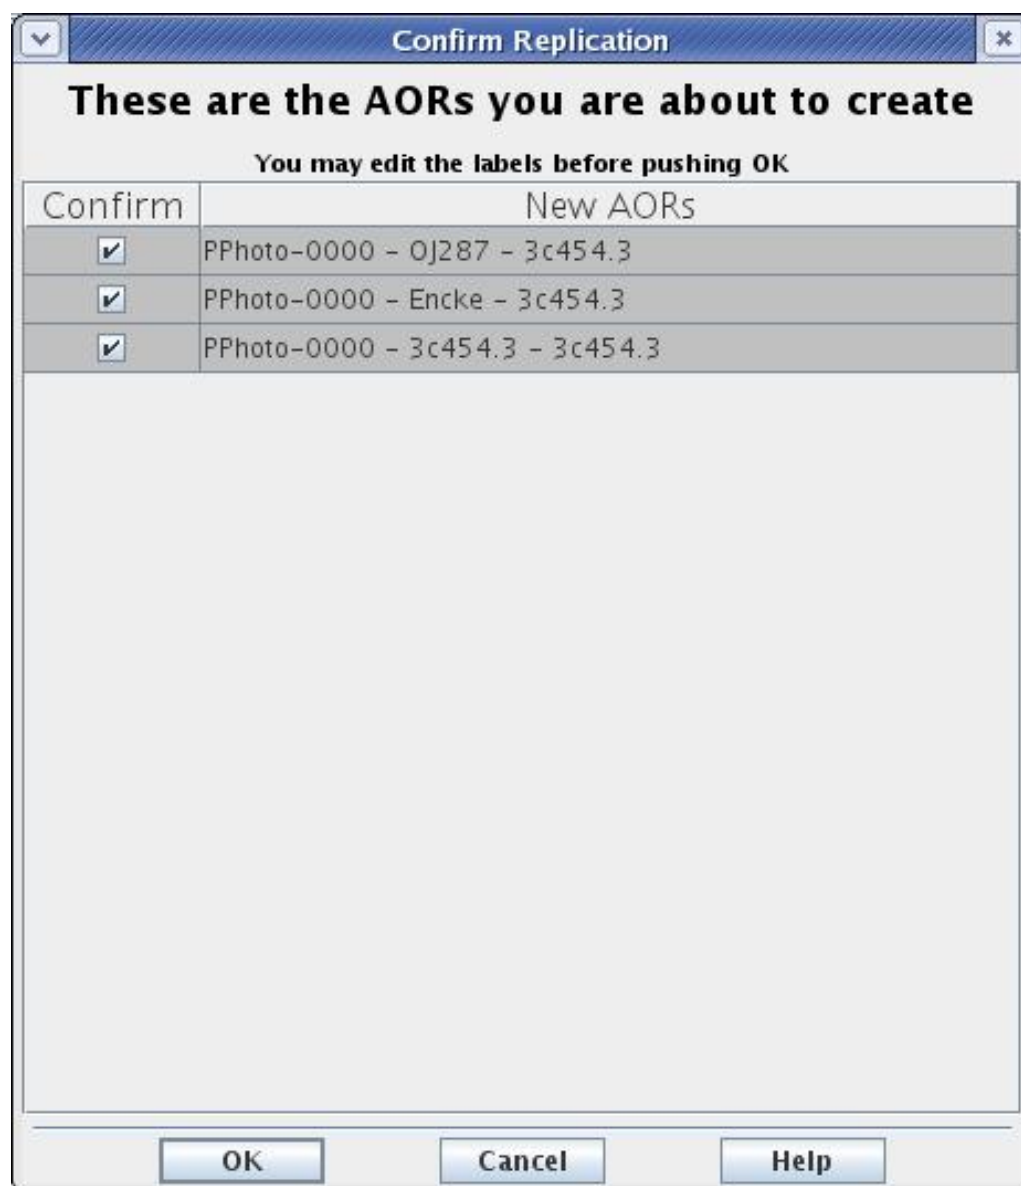 Confirm Replication
These are the AORs you are about to create
You may edit the labels before pushing OK
Confirm New AORs
PPhoto-0000 - OJ287 - 3c454.3
PPhoto-0000 - Encke - 3c454.3
PPhoto-0000 - 3c454.3 - 3c454.3
OK Cancel Help